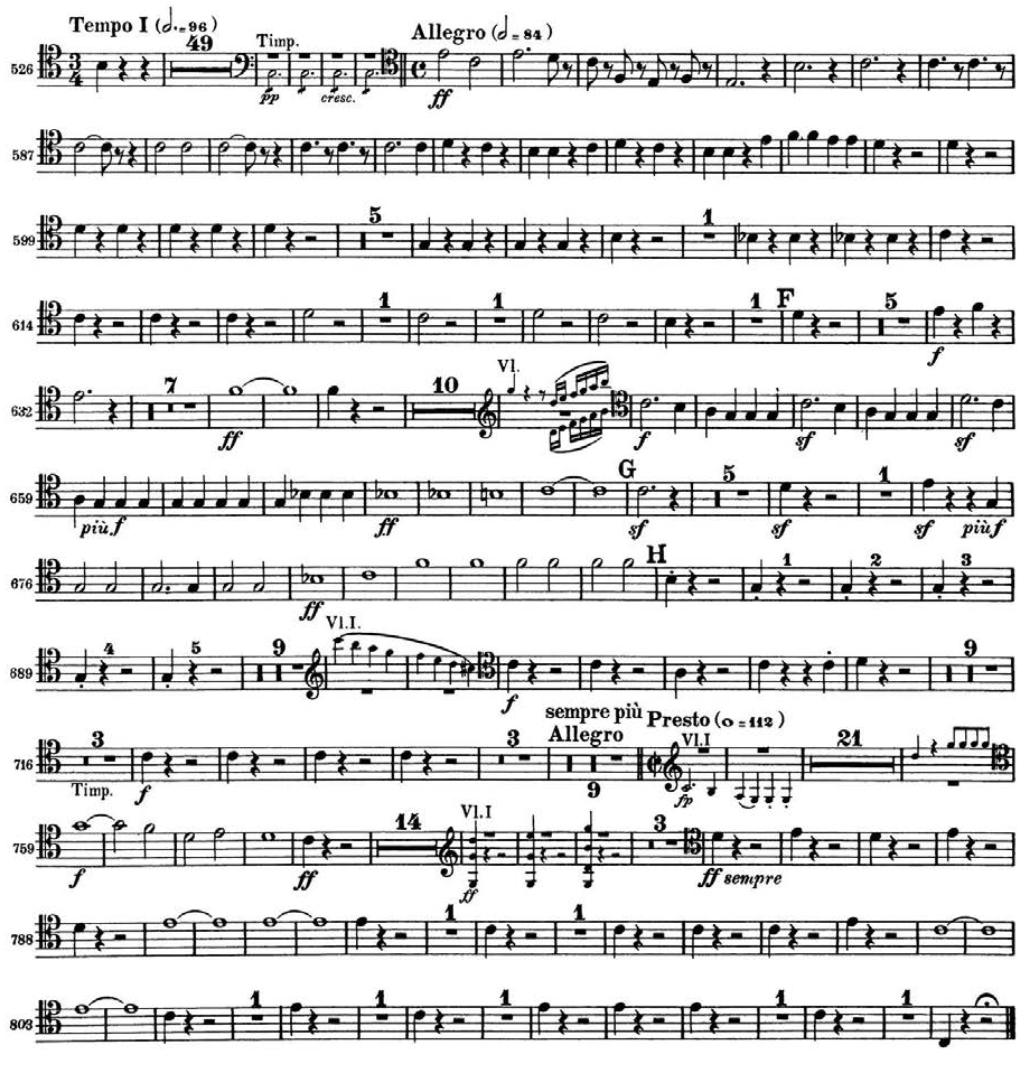 Tempo I (𝅗𝅥. = 96)
49 Timp. Allegro (𝅗𝅥 = 84)
526 3/4
pp cresc. ff
587
5 1
599
1 1 1 F 5
614
f
7 10 Vl.
632
ff f sf sf
G 5 1
659
più f ff sf sf sf più f
H 1 2 3
676
ff
4 5 9 Vl.I.
689
f
9
sempre più Presto (𝅝 = 112)
3 3 Allegro Vl.I 21
716
Timp. f 9 fp
14 Vl.I 3
759
f ff ff ff sempre
1 1 1
788
1 1 1 1 1
803